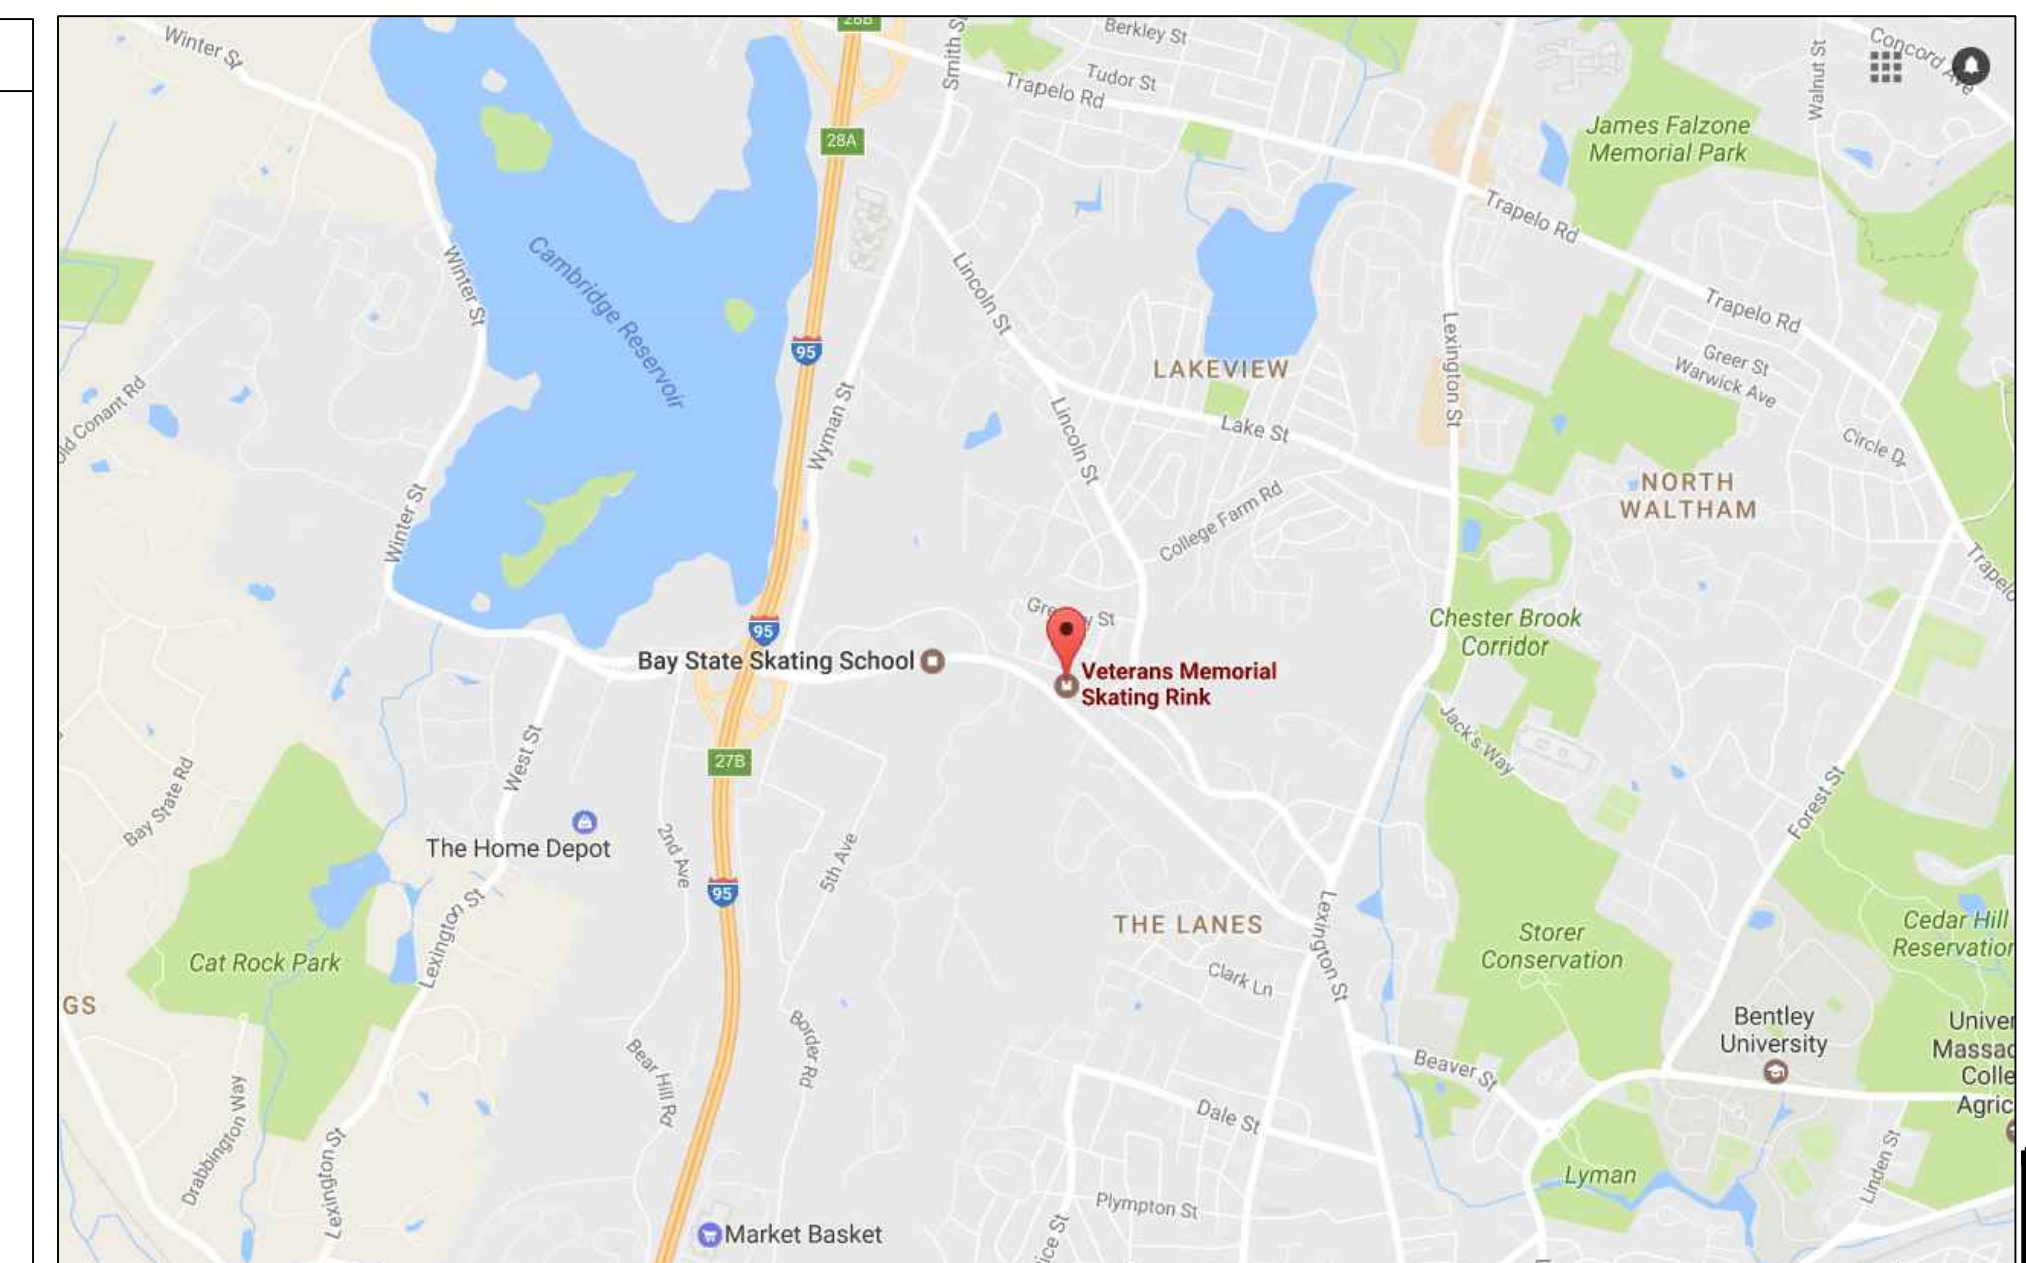 28B
Winter St
Smith St
Berkley St
Concord Ave
Tudor St
Trapelo Rd
Walnut St
28A
James Falzone
Memorial Park
Trapelo Rd
Winter St
Cambridge Reservoir
Lincoln St
Trapelo Rd
95
Lexington St
LAKEVIEW
Greer St
Warwick Ave
Old Conant Rd
Wyman St
Lincoln St
Lake St
Circle Dr
NORTH
WALTHAM
Winter St
College Farm Rd
Trapelo
Chester Brook
Corridor
95
Bay State Skating School
Veterans Memorial
Skating Rink
West St
Jack's Way
27B
Bay State Rd
Forest St
The Home Depot
2nd Ave
5th Ave
95
Lexington St
Lexington St
THE LANES
Cedar Hill
Reservation
Storer
Conservation
Cat Rock Park
Clark Ln
GS
Bentley
University
Univer
Massac
Colle
Agric
Border Rd
Bear Hill Rd
Beaver St
Drabbington Way
Dale St
Lexington St
Linden St
Lyman
Plympton St
ice St
Market Basket